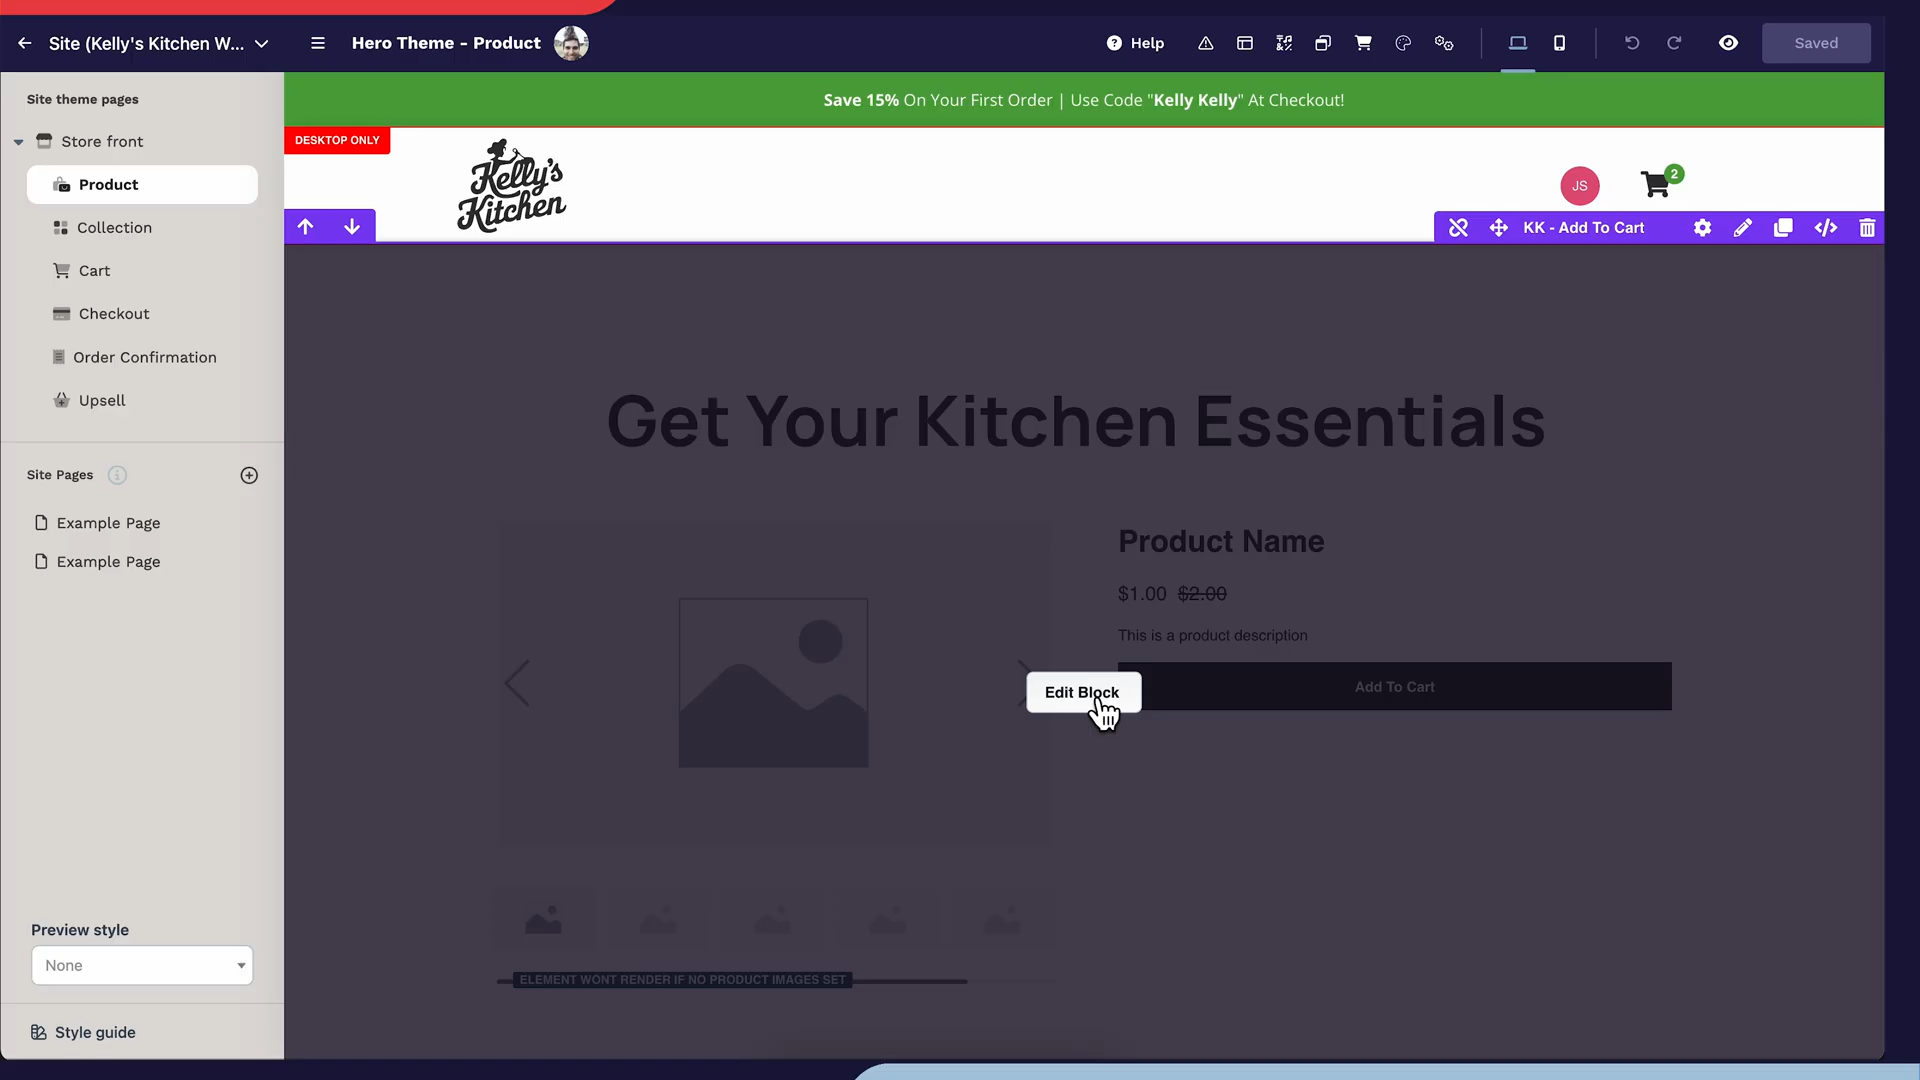 Site (Kelly's Kitchen W...
Hero Theme - Product
Help
Saved
Site theme pages
Store front
Product
Collection
Cart
Checkout
Order Confirmation
Upsell
Site Pages
Example Page
Example Page
Preview style
None
Style guide
Save 15% On Your First Order | Use Code "Kelly Kelly" At Checkout!
DESKTOP ONLY
Kelly's
Kitchen
JS
2
KK - Add To Cart
Get Your Kitchen Essentials
Product Name
$1.00 $2.00
This is a product description
Add To Cart
Edit Block
ELEMENT WONT RENDER IF NO PRODUCT IMAGES SET